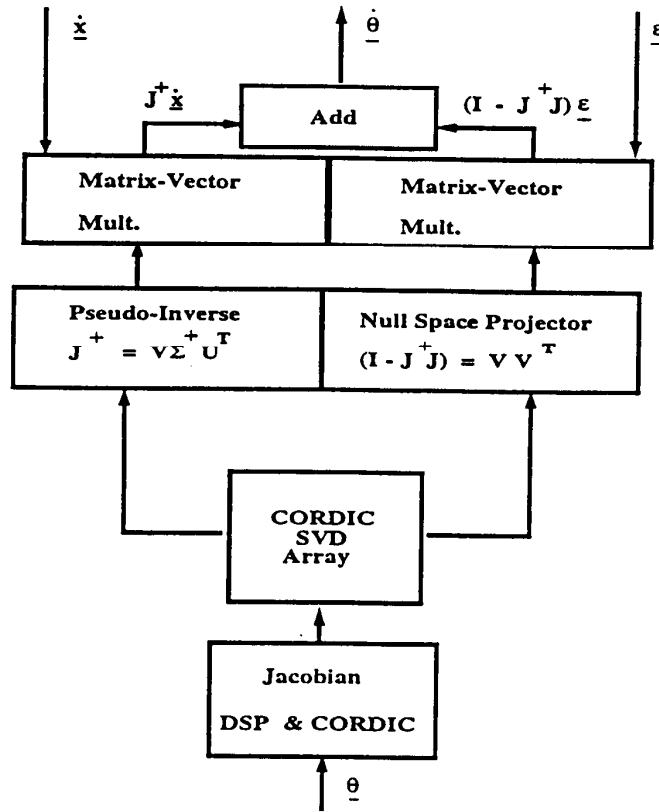 ẋ θ̇ ε
J⁺ẋ (I - J⁺J) ε
Add
Matrix-Vector
Mult.
Matrix-Vector
Mult.
Pseudo-Inverse
J⁺ = VΣ⁺Uᵀ
Null Space Projector
(I - J⁺J) = V Vᵀ
CORDIC
SVD
Array
Jacobian
DSP & CORDIC
θ